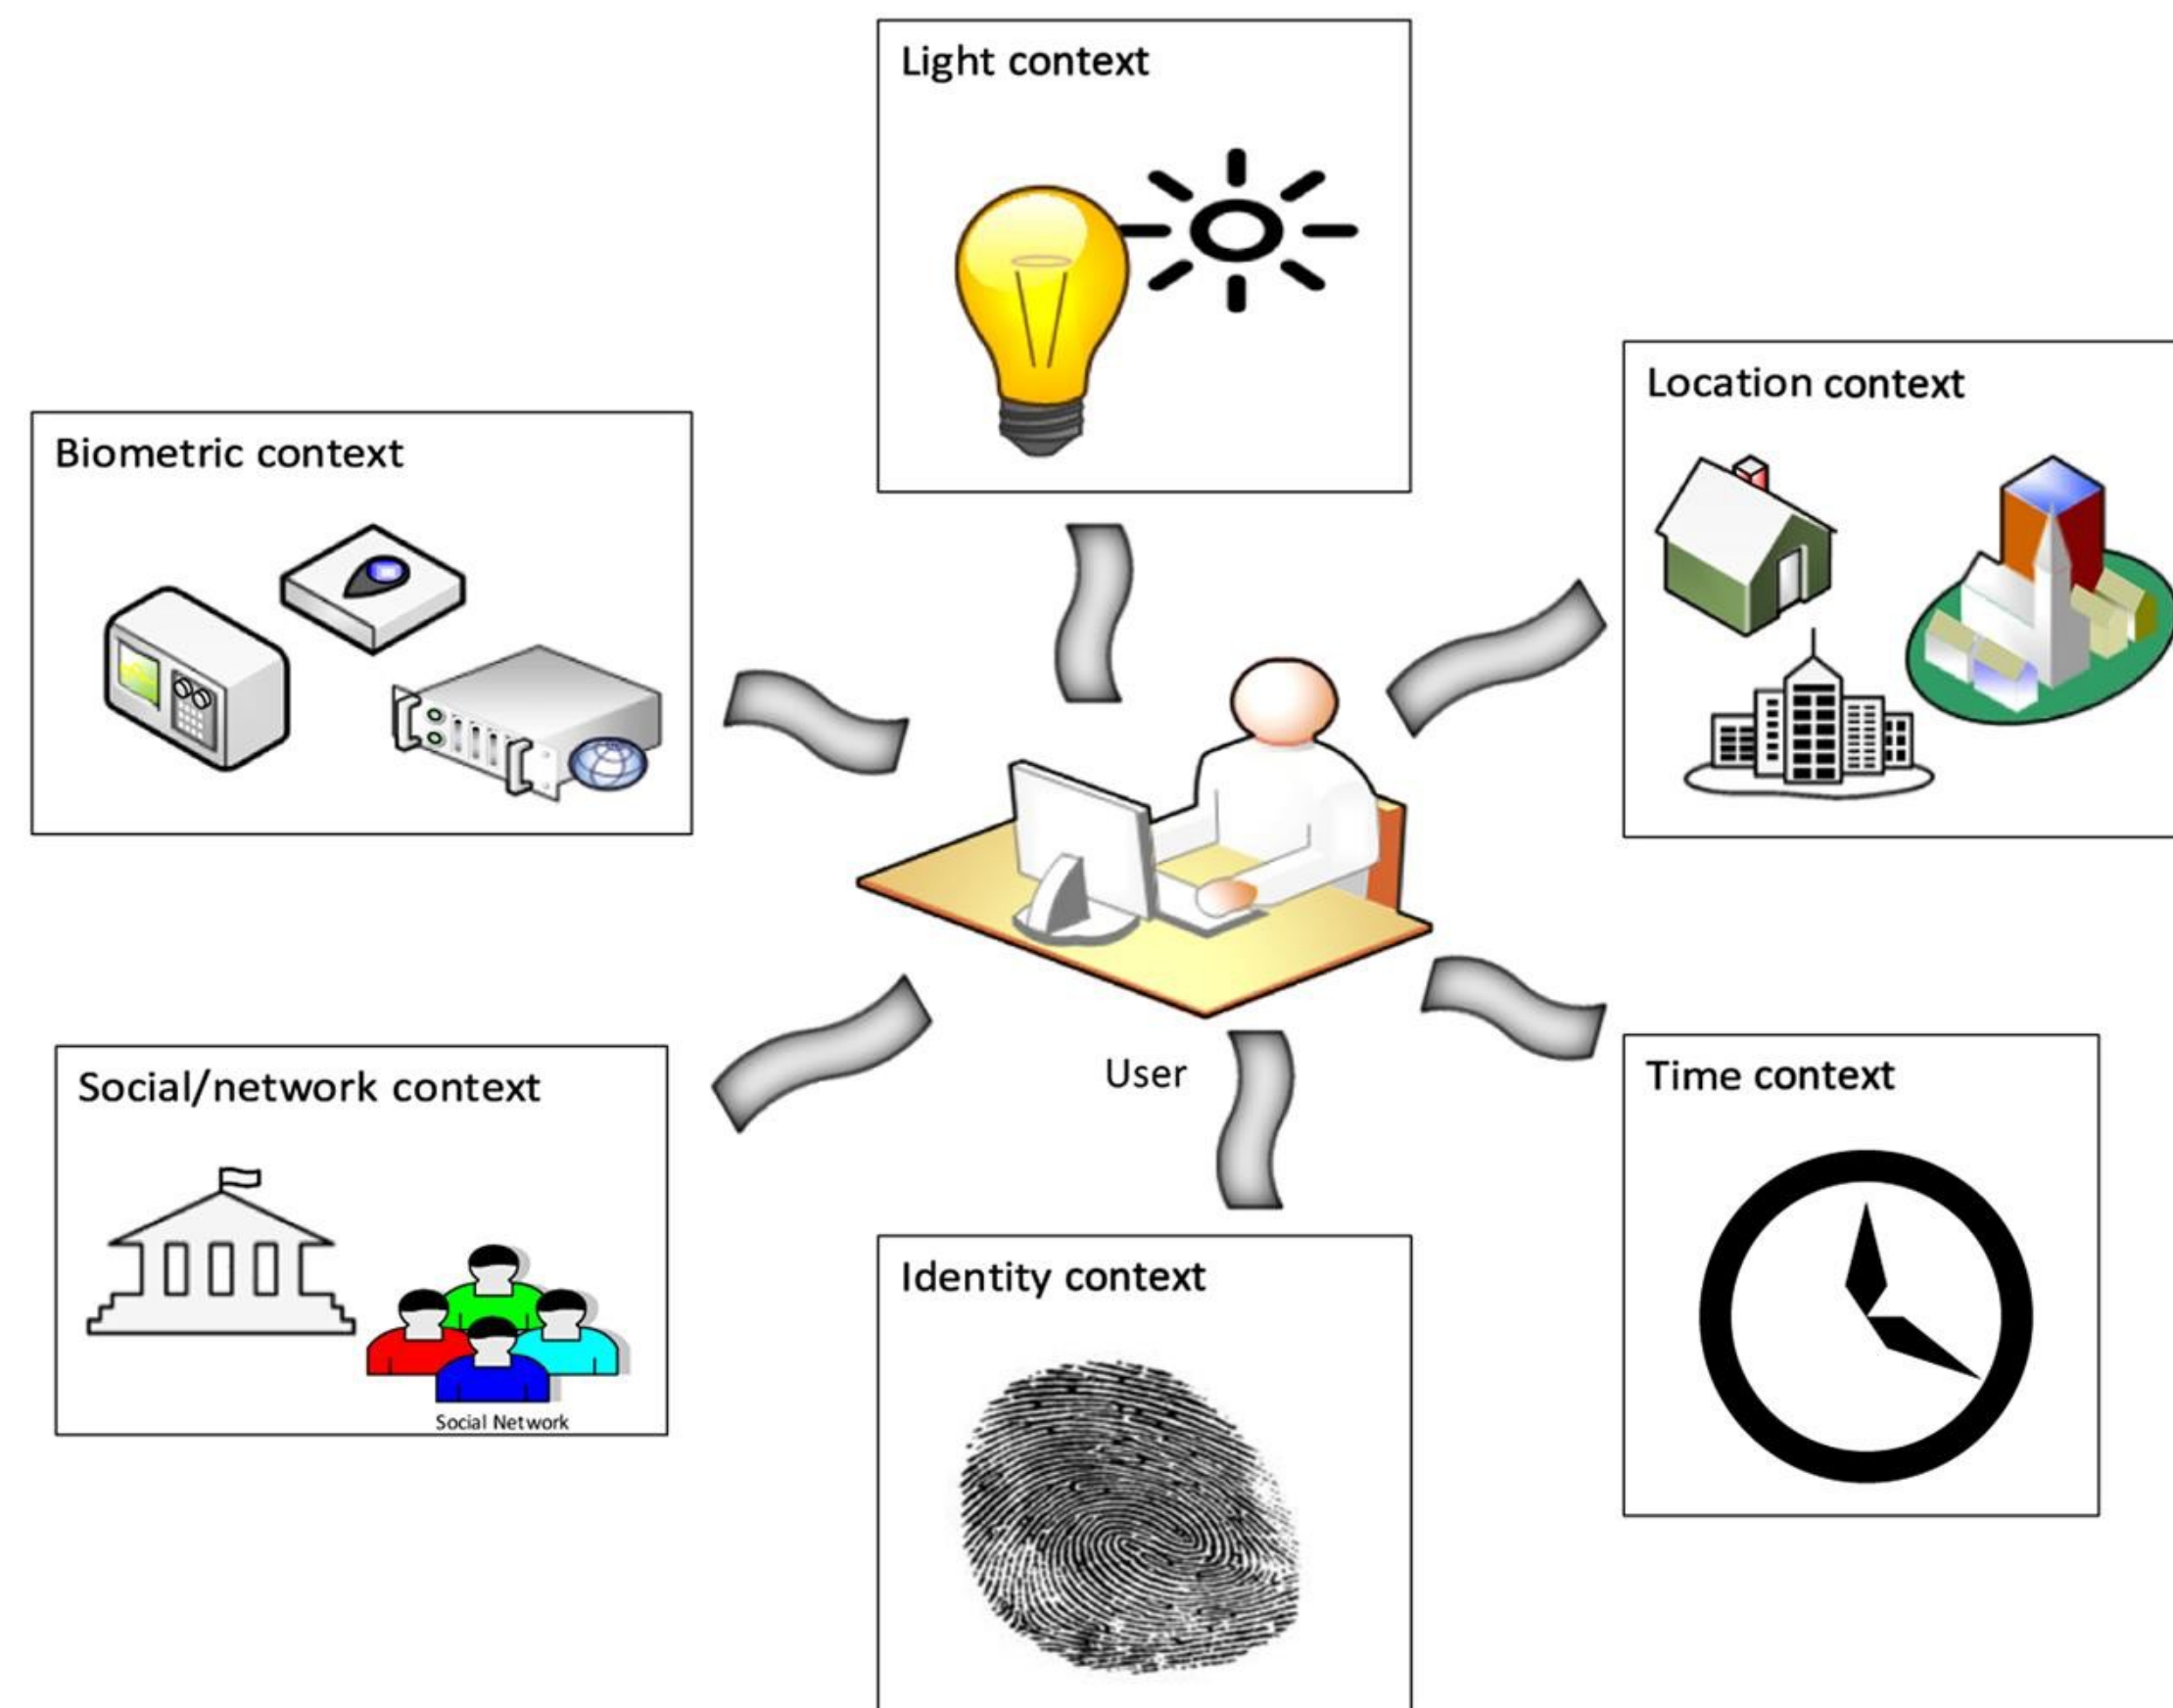 Light context
Location context
Biometric context
User
Social/network context
Time context
Identity context
Social Network